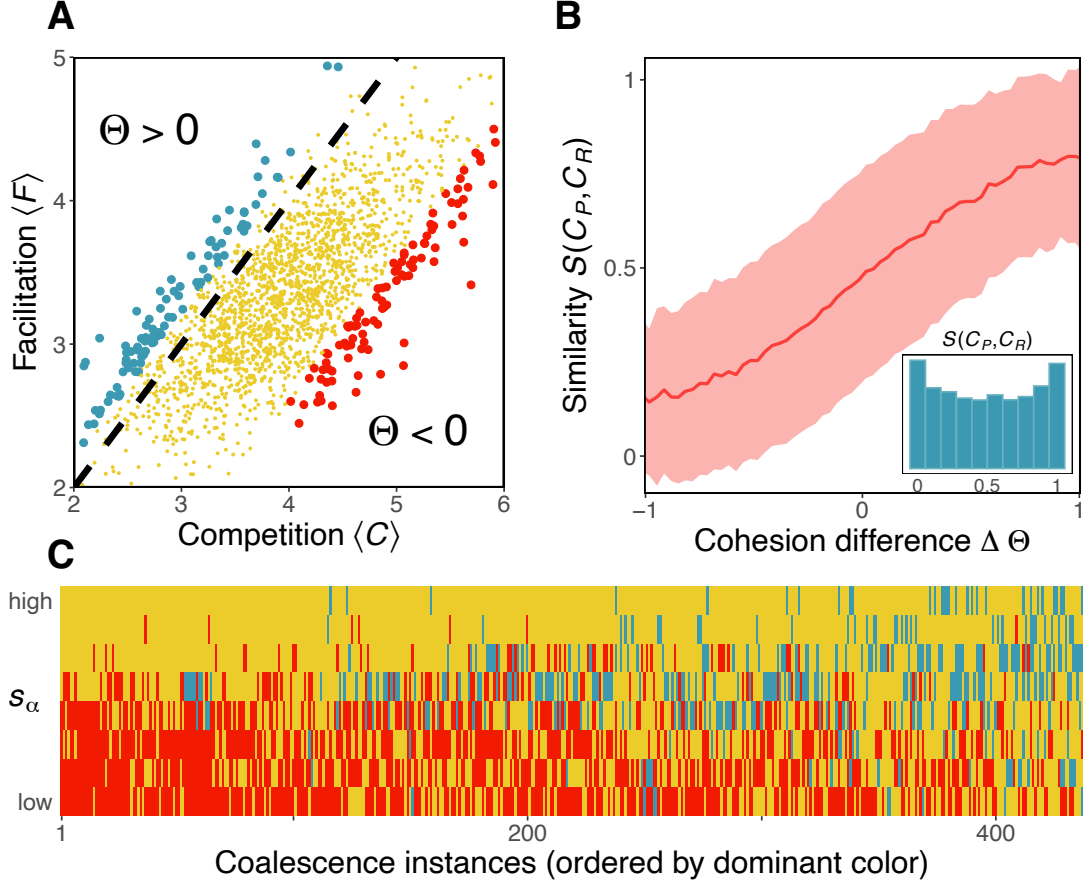 A
5
4
3
2
2
3
4
5
6
Facilitation ⟨F⟩
Competition ⟨C⟩
Θ > 0
Θ < 0
B
1
0.5
0
−1
0
1
Similarity S(C_P,C_R)
Cohesion difference Δ Θ
S(C_P,C_R)
0
0.5
1
C
high
s_α
low
1
200
400
Coalescence instances (ordered by dominant color)